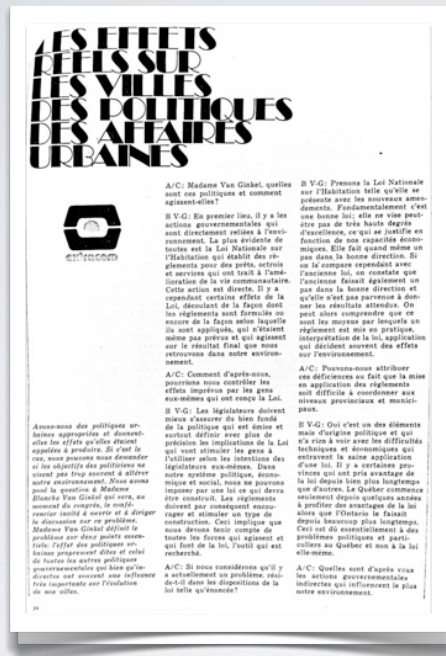 LES EFFETS
REELS SUR
LES VILLES
DES POLITIQUES
DES AFFAIRES
URBAINES
extracom
Avons-nous des politiques ur-
baines appropriées et donnent-
elles les effets qu'elles étaient
appelées à produire. Si c'est le
cas, nous pouvons nous demander
si les objectifs des politiciens ne
visent pas trop souvent à altérer
notre environnement. Nous avons
posé la question à Madame
Blanche Van Ginkel qui sera, au
moment du congrès, le confé-
rencier invité à ouvrir et à diriger
la discussion sur ce problème.
Madame Van Ginkel définit le
problème sur deux points essen-
tiels: l'effet des politiques ur-
baines proprement dites et celui
de toutes les autres politiques
gouvernementales qui bien qu'in-
directes ont souvent une influence
très importante sur l'évolution
de nos villes.
A/C: Madame Van Ginkel, quelles
sont ces politiques et comment
agissent-elles?
B V-G: En premier lieu, il y a les
actions gouvernementales qui
sont directement reliées à l'envi-
ronnement. La plus évidente de
toutes est la Loi Nationale sur
l'Habitation qui établit des rè-
glements pour des prêts, octrois
et services qui ont trait à l'amé-
lioration de la vie communautaire.
Cette action est directe. Il y a
cependant certains effets de la
Loi, découlant de la façon dont
les règlements sont formulés ou
encore de la façon selon laquelle
ils sont appliqués, qui n'étaient
même pas prévus et qui agissent
sur le résultat final que nous
retrouvons dans notre environ-
nement.
A/C: Comment d'après-nous,
pourrions nous contrôler les
effets imprévus par les gens
eux-mêmes qui ont conçu la Loi.
B V-G: Les législateurs doivent
mieux s'assurer du bien fondé
de la politique qui est émise et
surtout définir avec plus de
précision les implications de la Loi
qui vont stimuler les gens à
l'utiliser selon les intentions des
législateurs eux-mêmes. Dans
notre système politique, écono-
mique et social, nous ne pouvons
imposer par une loi ce qui devra
être construit. Les règlements
doivent par conséquent encou-
rager et stimuler un type de
construction. Ceci implique que
nous devons tenir compte de
toutes les forces qui agissent et
qui font de la loi, l'outil qui est
recherché.
A/C: Si nous considérons qu'il y
a actuellement un problème, rési-
de-t-il dans les dispositions de la
loi telle qu'énoncée?
B V-G: Prenons la Loi Nationale
sur l'Habitation telle qu'elle se
présente avec les nouveaux amen-
dements. Fondamentalement c'est
une bonne loi; elle ne vise peut-
être pas de très hauts degrés
d'excellence, ce qui se justifie en
fonction de nos capacités écono-
miques. Elle fait quand même un
pas dans la bonne direction. Si
on la compare cependant avec
l'ancienne loi, on constate que
l'ancienne faisait également un
pas dans la bonne direction et
qu'elle n'est pas parvenue à don-
ner les résultats attendus. On
peut alors comprendre que ce
sont les moyens par lesquels un
règlement est mis en pratique,
interprétation de la loi, application
qui décident souvent des effets
sur l'environnement.
A/C: Pouvons-nous attribuer
ces déficiences au fait que la mise
en application des règlements
soit difficile à coordonner aux
niveaux provinciaux et munici-
paux.
B V-G: Oui c'est un des éléments
mais d'origine politique et qui
n'a rien à voir avec les difficultés
techniques et économiques qui
entravent la saine application
d'une loi. Il y a certaines pro-
vinces qui ont pris avantage de
la loi depuis bien plus longtemps
que d'autres. Le Québec commence
seulement depuis quelques années
à profiter des avantages de la loi
alors que l'Ontario le faisait
depuis beaucoup plus longtemps.
Ceci est dû essentiellement à des
problèmes politiques et parti-
culiers au Québec et non à la loi
elle-même.
A/C: Quelles sont d'après vous
les actions gouvernementales
indirectes qui influencent le plus
notre environnement.
24